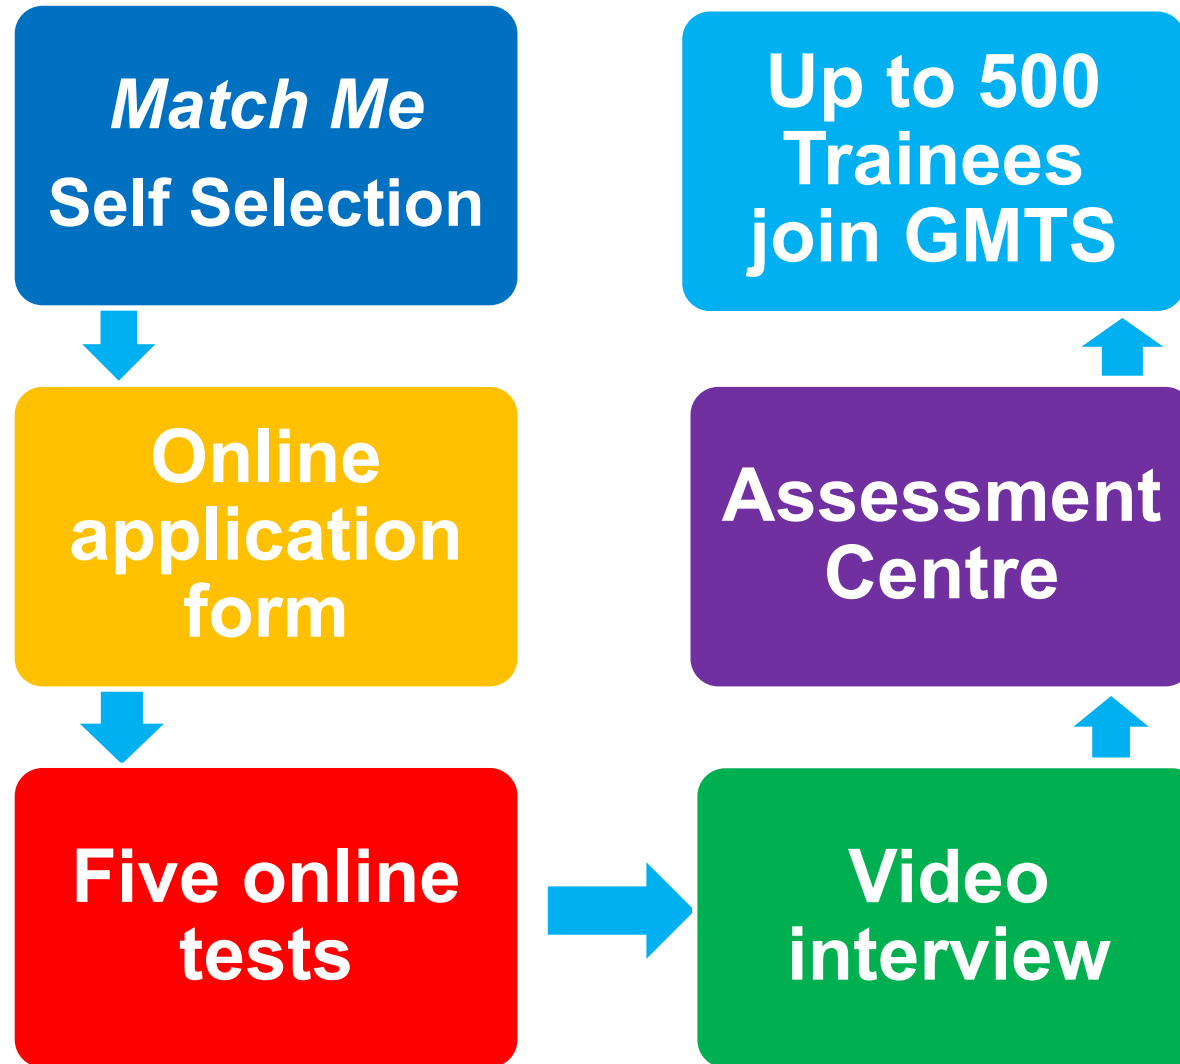 Match Me
Self Selection
Online
application
form
Five online
tests
Video
interview
Assessment
Centre
Up to 500
Trainees
join GMTS